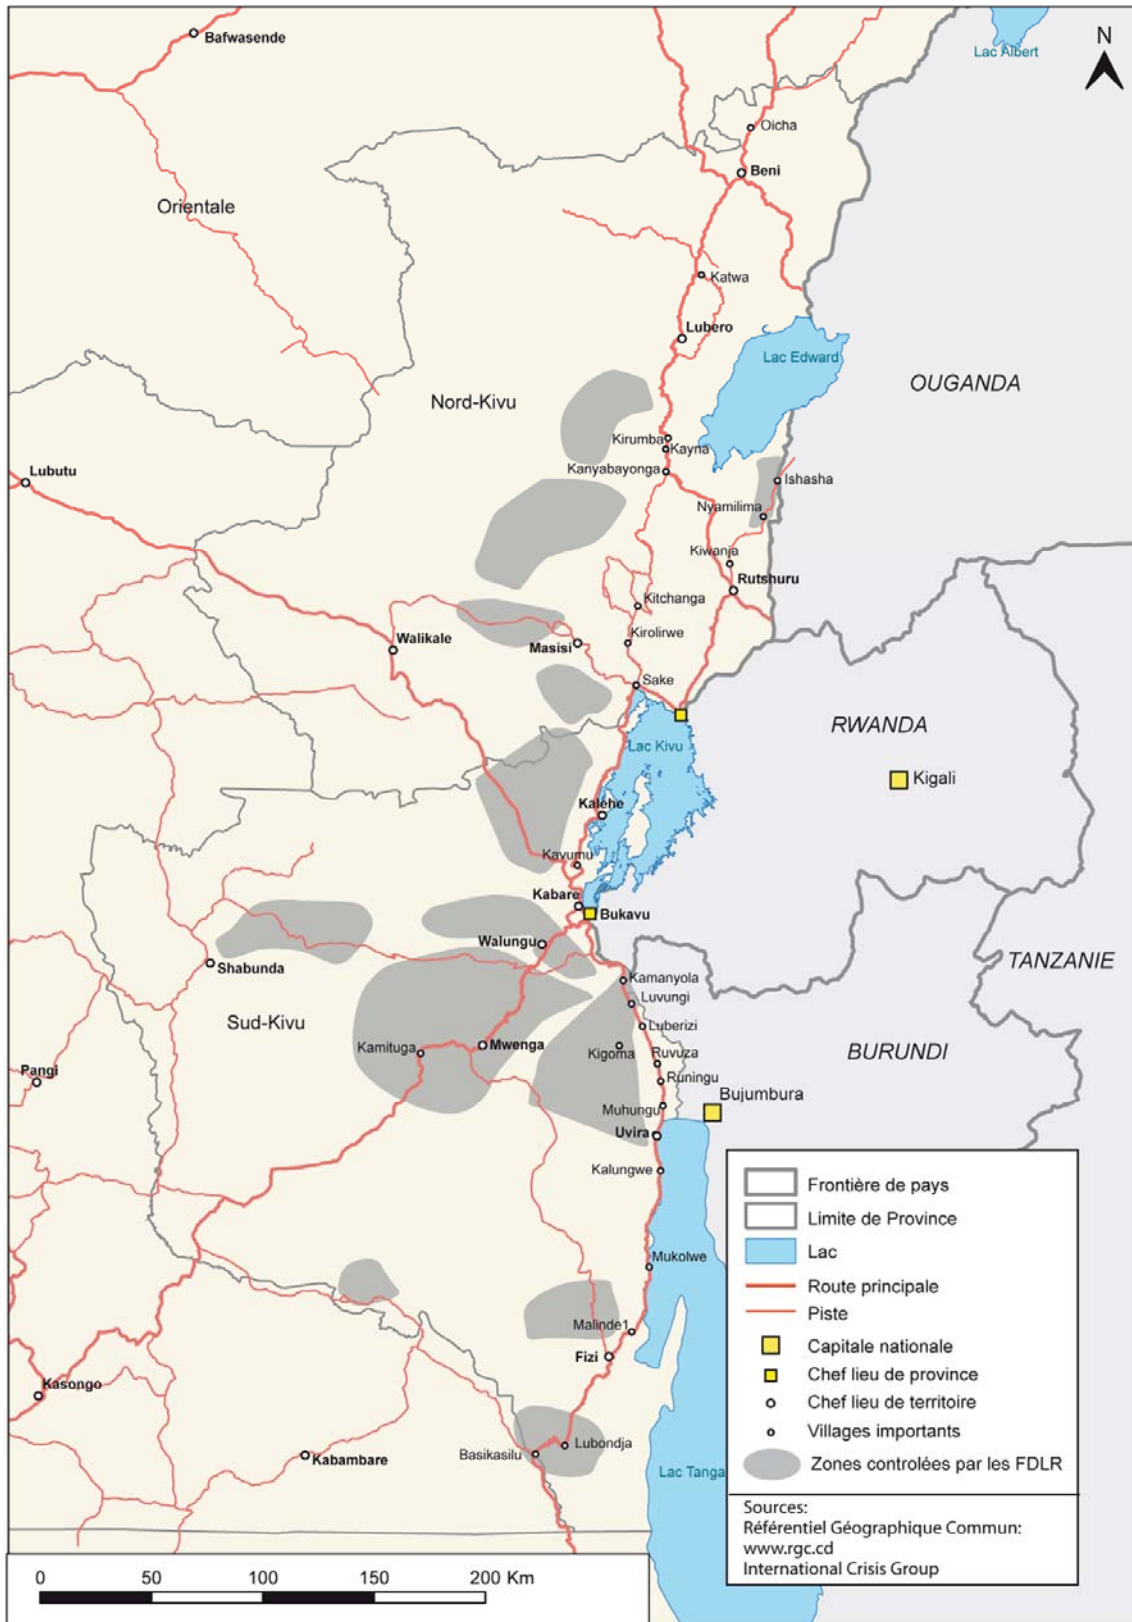 Bafwasende
Lac Albert
N
Oicha
Beni
Orientale
Katwa
Lubero
Lac Edward
OUGANDA
Nord-Kivu
Kirumba
Kayna
Kanyabayonga
Lubutu
Ishasha
Nyamilima
Kiwanja
Rutshuru
Kitchanga
Walikale
Masisi
Kirolirwe
Sake
RWANDA
Lac Kivu
Kigali
Kalehe
Kavumu
Kabare
Bukavu
Walungu
Shabunda
TANZANIE
Kamanyola
Luvungi
Sud-Kivu
Luberizi
Kamituga
Mwenga
Kigoma
BURUNDI
Ruvuza
Pangi
Runingu
Bujumbura
Muhungu
Uvira
Kalungwe
Mukolwe
Malinde1
Fizi
Kasongo
Lubondja
Basikasilu
Kabambare
Lac Tanga
Frontière de pays
Limite de Province
Lac
Route principale
Piste
Capitale nationale
Chef lieu de province
Chef lieu de territoire
Villages importants
Zones controlées par les FDLR
Sources:
Référentiel Géographique Commun:
www.rgc.cd
International Crisis Group
0 50 100 150 200 Km